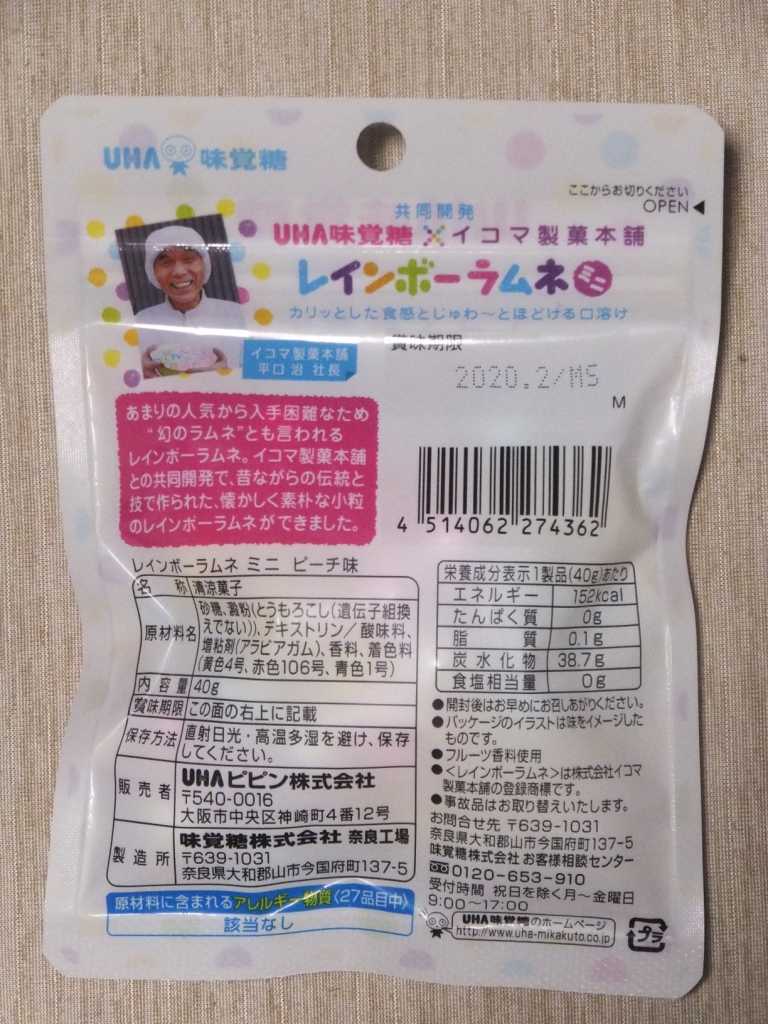 UHA 味覚糖
ここからお切りください
OPEN◀
共同開発
UHA味覚糖×イコマ製菓本舗
レインボーラムネ ミニ
カリッとした食感とじゅわ〜とほどける口溶け
イコマ製菓本舗
平口 治 社長
賞味期限
2020.2/MS
M
あまりの人気から入手困難なため
“幻のラムネ”とも言われる
レインボーラムネ。イコマ製菓本舗
との共同開発で、昔ながらの伝統と
技で作られた、懐かしく素朴な小粒
のレインボーラムネができました。
4 514062 274362
レインボーラムネ ミニ ピーチ味
名称 清涼菓子
原材料名 砂糖、澱粉(とうもろこし(遺伝子組換
えでない))、デキストリン/酸味料、
増粘剤(アラビアガム)、香料、着色料
(黄色4号、赤色106号、青色1号)
内容量 40g
賞味期限 この面の右上に記載
保存方法 直射日光・高温多湿を避け、保存
してください。
販売者 UHAピピン株式会社
〒540-0016
大阪市中央区神崎町4番12号
製造所 味覚糖株式会社 奈良工場
〒639-1031
奈良県大和郡山市今国府町137-5
原材料に含まれるアレルギー物質(27品目中)
該当なし
栄養成分表示1製品(40g)あたり
エネルギー 152kcal
たんぱく質 0g
脂質 0.1g
炭水化物 38.7g
食塩相当量 0g
●開封後はお早めにお召しあがりください。
●パッケージのイラストは味をイメージした
ものです。
●フルーツ香料使用
●<レインボーラムネ>は株式会社イコマ
製菓本舗の登録商標です。
●事故品はお取り替えいたします。
お問合せ先 〒639-1031
奈良県大和郡山市今国府町137-5
味覚糖株式会社 お客様相談センター
0120-653-910
受付時間 祝日を除く月〜金曜日
9:00〜17:00
UHA味覚糖のホームページ
http://www.uha-mikakuto.co.jp
プラ